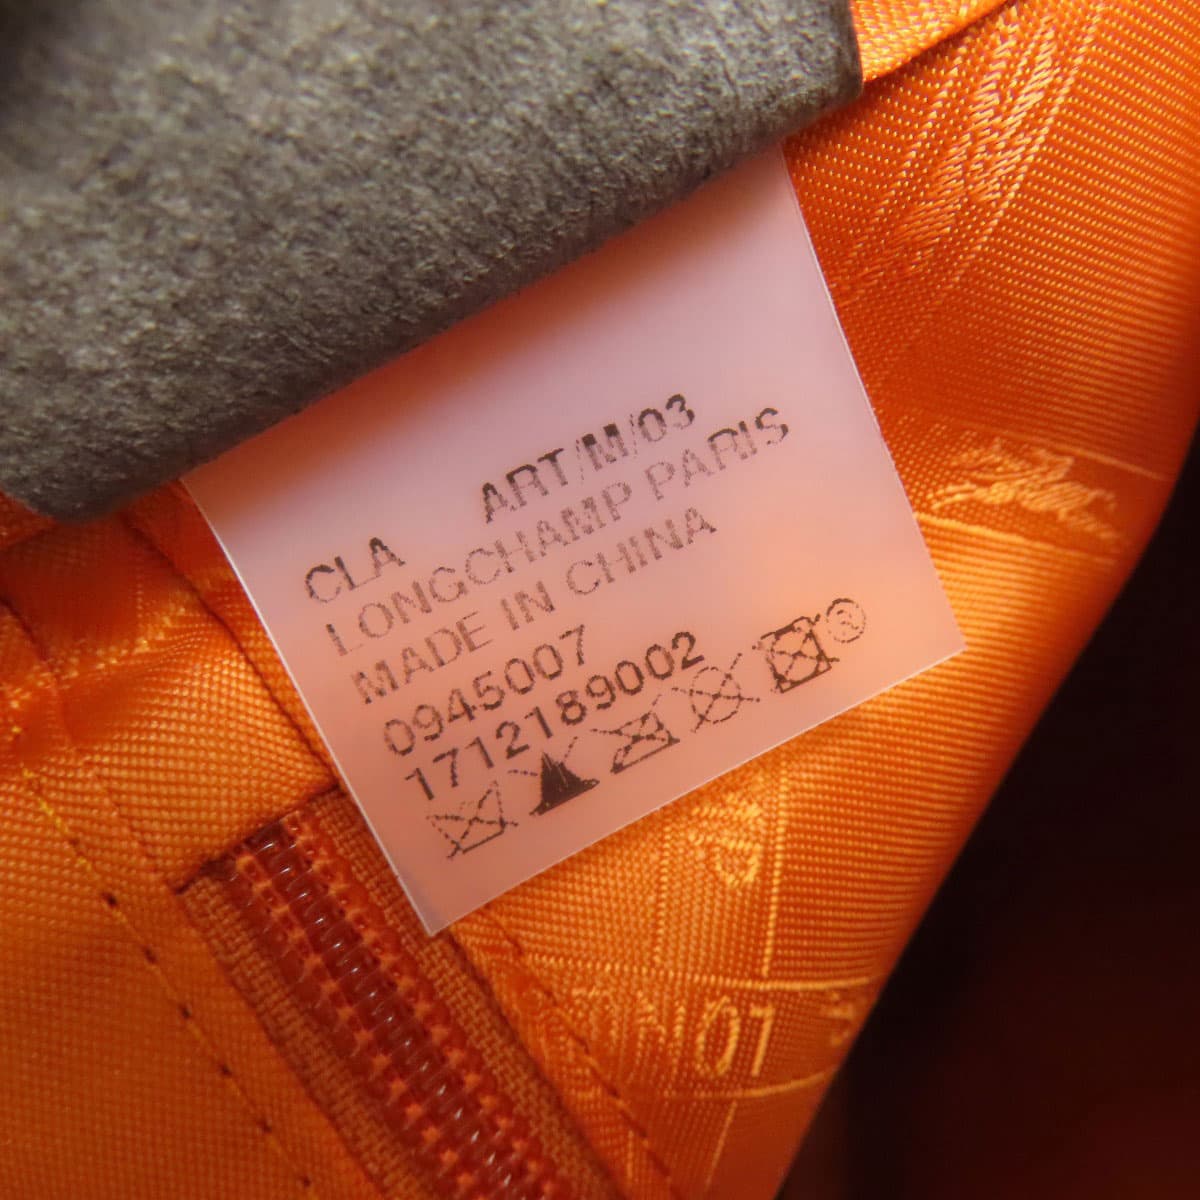 CLA ART/M/03
LONGCHAMP PARIS
MADE IN CHINA
0945007
1712189002
®